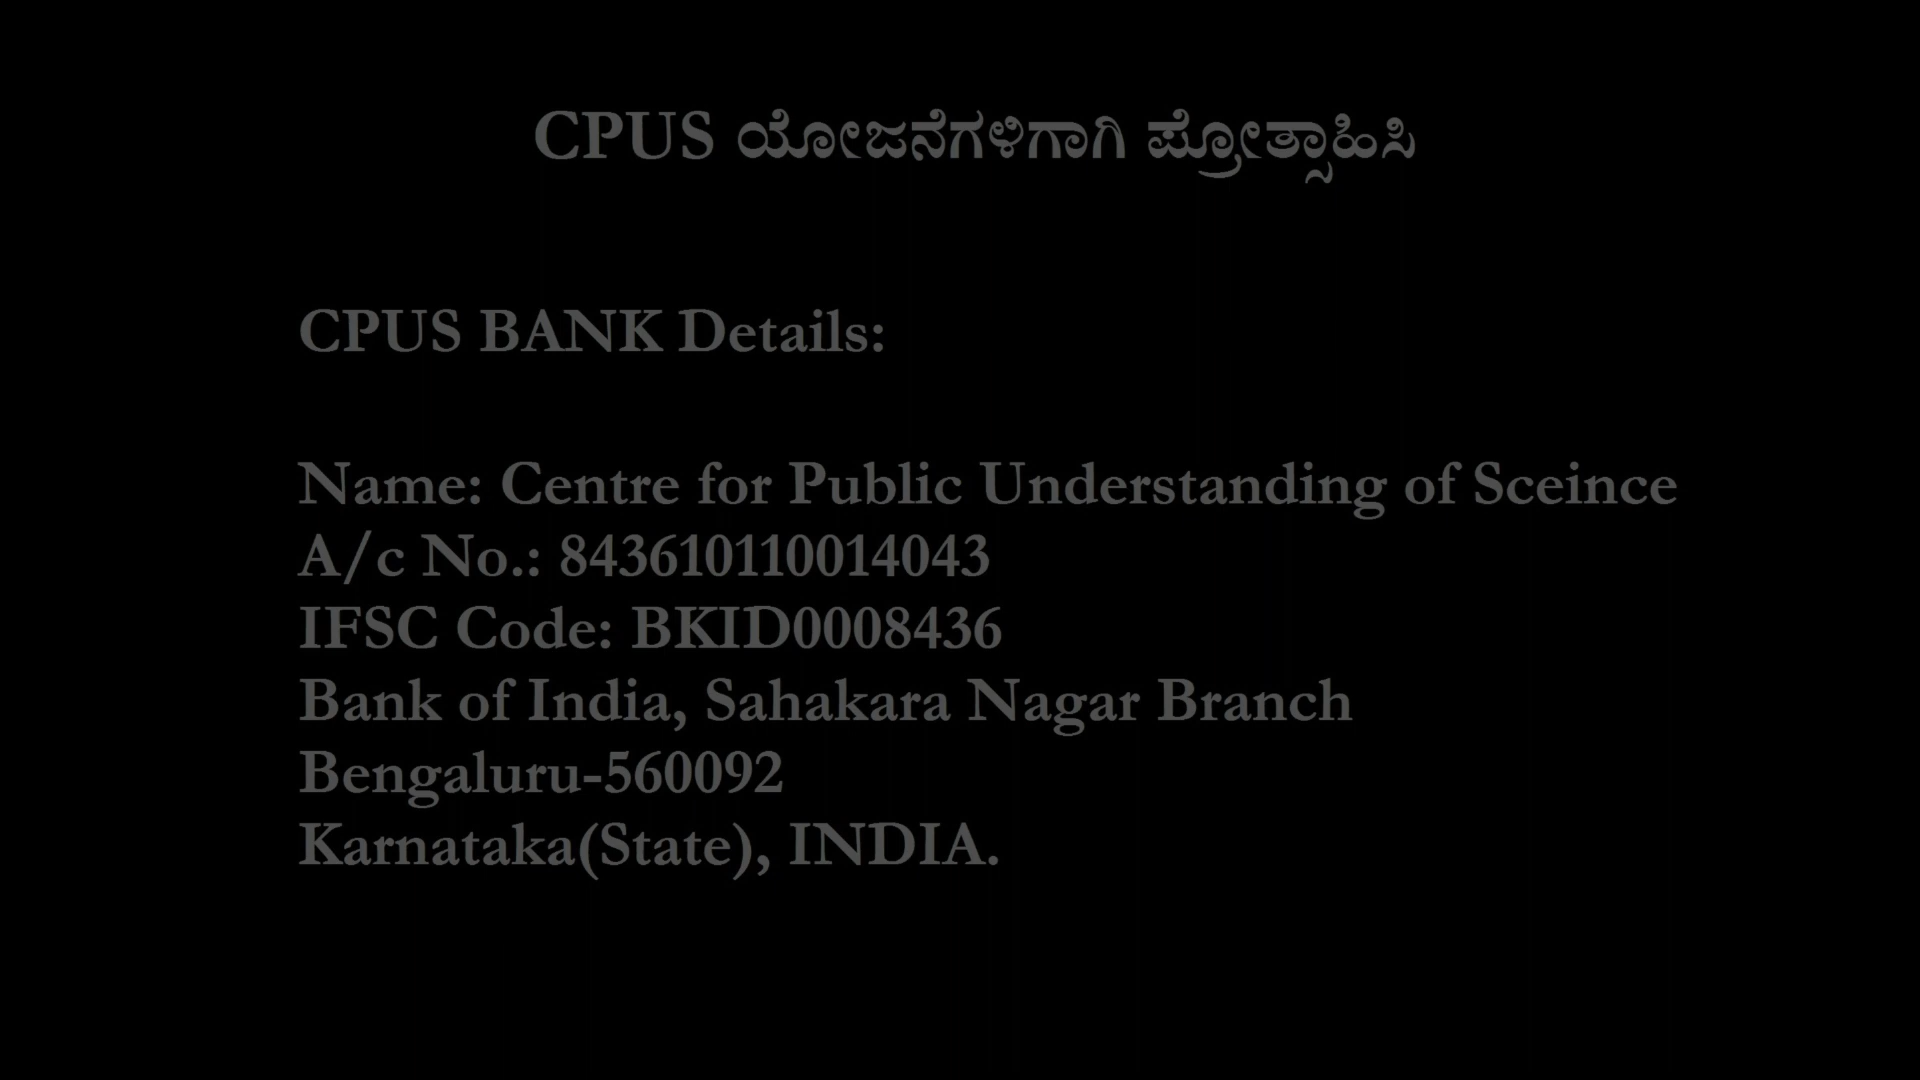 CPUS ಯೋಜನೆಗಳಿಗಾಗಿ ಪ್ರೋತ್ಸಾಹಿಸಿ
CPUS BANK Details:
Name: Centre for Public Understanding of Sceince
A/c No.: 843610110014043
IFSC Code: BKID0008436
Bank of India, Sahakara Nagar Branch
Bengaluru-560092
Karnataka(State), INDIA.